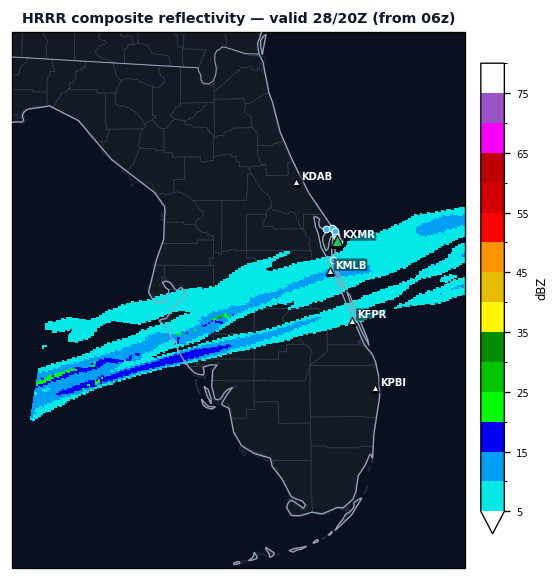 HRRR composite reflectivity — valid 28/20Z (from 06z)
KDAB
KXMR
KMLB
KFPR
KPBI
75
65
55
45
35
25
15
5
dBZ